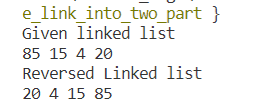 e_link_into_two_part }
Given linked list
85 15 4 20
Reversed Linked list
20 4 15 85